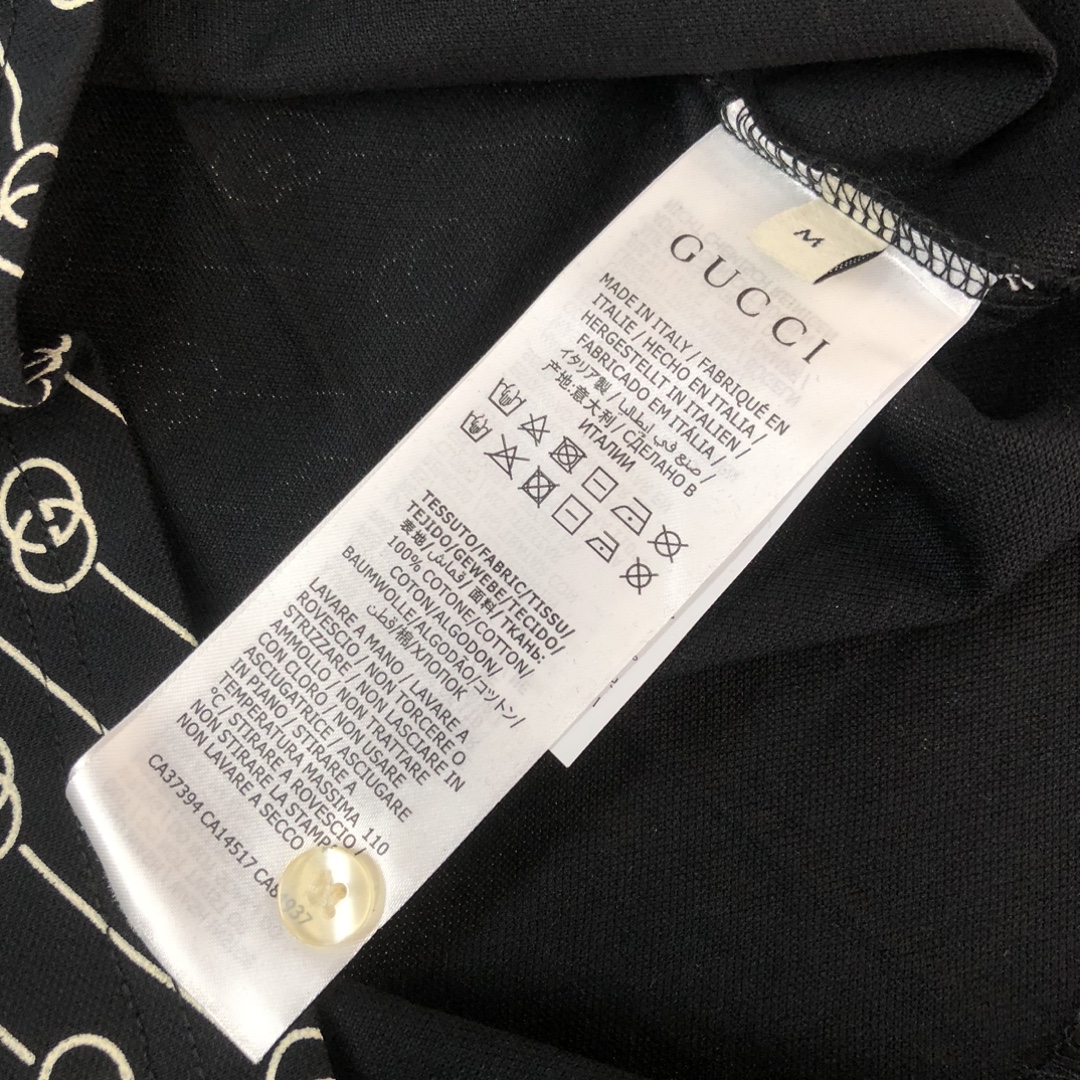 M
GUCCI
MADE IN ITALY / FABRIQUÉ EN
ITALIE / HECHO EN ITALIA /
HERGESTELLT IN ITALIEN /
FABRICADO EM ITÁLIA /
イタリア製 / صنع في إيطاليا /
产地:意大利 / СДЕЛАНО В
ИТАЛИИ
TESSUTO/FABRIC/TISSU/
TEJIDO/GEWEBE/TECIDO/
表地/قماش/面料/ТКАНЬ:
100% COTONE/COTTON/
COTON/ALGODON/
BAUMWOLLE/ALGODÃO/コットン/
قطن/棉/ХЛОПОК
LAVARE A MANO / LAVARE A
ROVESCIO / NON TORCERE O
STRIZZARE / NON LASCIARE IN
AMMOLLO / NON USARE
CON CLORO / NON TRATTARE
ASCIUGATRICE / ASCIUGARE
IN PIANO / STIRARE A
TEMPERATURA MASSIMA 110
°C / STIRARE A ROVESCIO /
NON STIRARE LA STAMP
NON LAVARE A SECCO
CA37394 CA14517